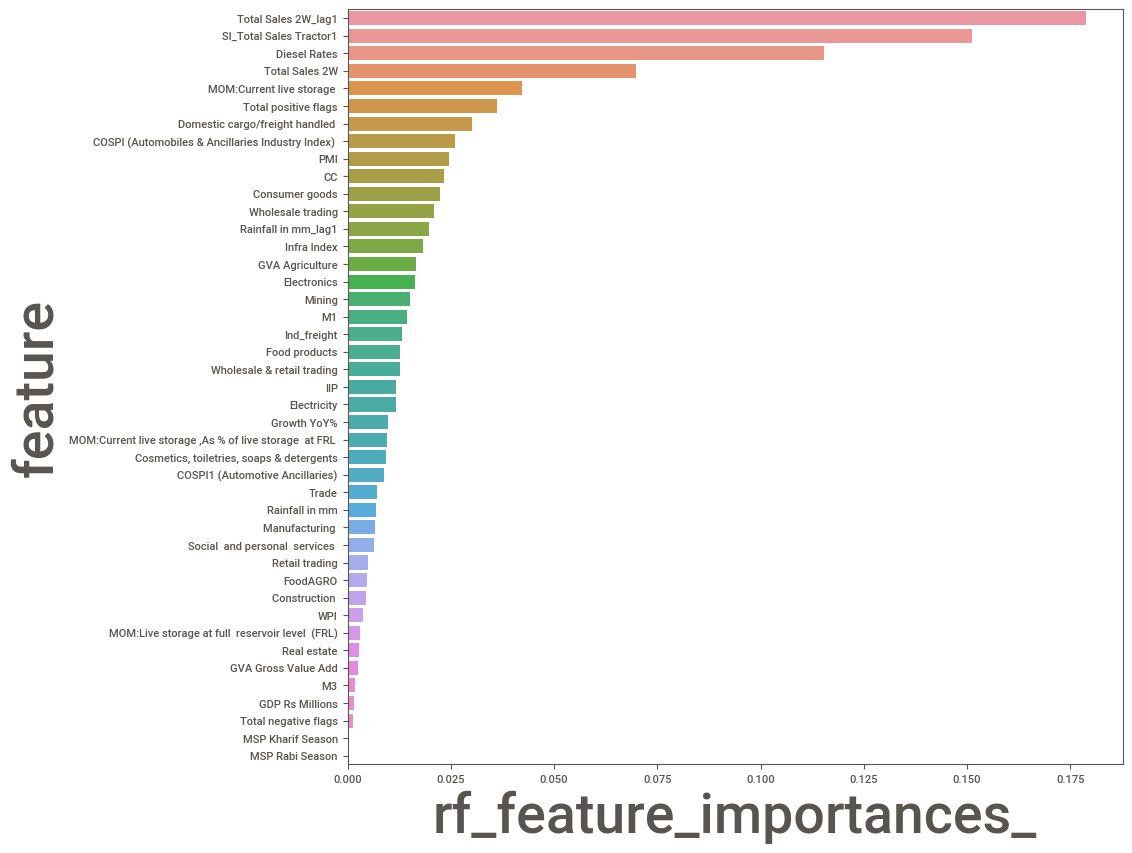 feature
Total Sales 2W_lag1
SI_Total Sales Tractor1
Diesel Rates
Total Sales 2W
MOM:Current live storage
Total positive flags
Domestic cargo/freight handled
COSPI (Automobiles & Ancillaries Industry Index)
PMI
CC
Consumer goods
Wholesale trading
Rainfall in mm_lag1
Infra Index
GVA Agriculture
Electronics
Mining
M1
Ind_freight
Food products
Wholesale & retail trading
IIP
Electricity
Growth YoY%
MOM:Current live storage ,As % of live storage  at FRL
Cosmetics, toiletries, soaps & detergents
COSPI1 (Automotive Ancillaries)
Trade
Rainfall in mm
Manufacturing
Social  and personal  services
Retail trading
FoodAGRO
Construction
WPI
MOM:Live storage at full  reservoir level  (FRL)
Real estate
GVA Gross Value Add
M3
GDP Rs Millions
Total negative flags
MSP Kharif Season
MSP Rabi Season
0.000 0.025 0.050 0.075 0.100 0.125 0.150 0.175
rf_feature_importances_